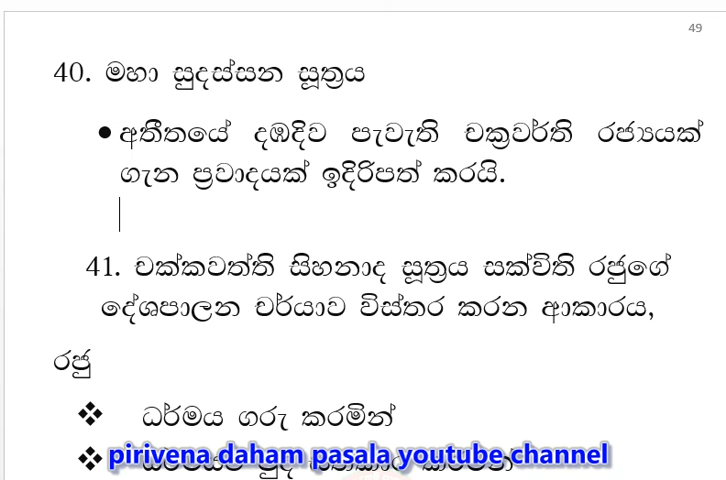 49
40. මහා සුදස්සන සූත්‍රය
● අතීතයේ දඹදිව පැවැති චක්‍රවර්ති රාජ්‍යයක්
ගැන ප්‍රවාදයක් ඉදිරිපත් කරයි.
41. චක්කවත්ති සිහනාද සූත්‍රය සක්විති රජුගේ
දේශපාලන චර්යාව විස්තර කරන ආකාරය,
රජු
❖ ධර්මය ගරු කරමින්
❖
pirivena daham pasala youtube channel